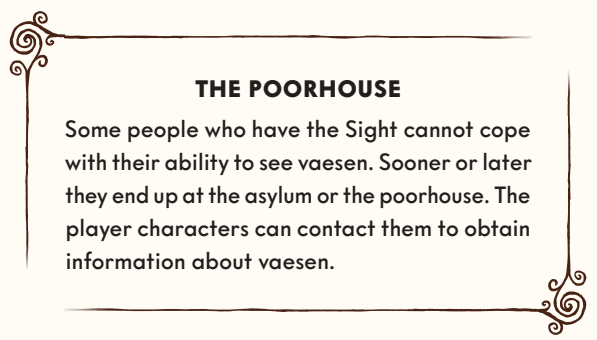 THE POORHOUSE
Some people who have the Sight cannot cope
with their ability to see vaesen. Sooner or later
they end up at the asylum or the poorhouse. The
player characters can contact them to obtain
information about vaesen.